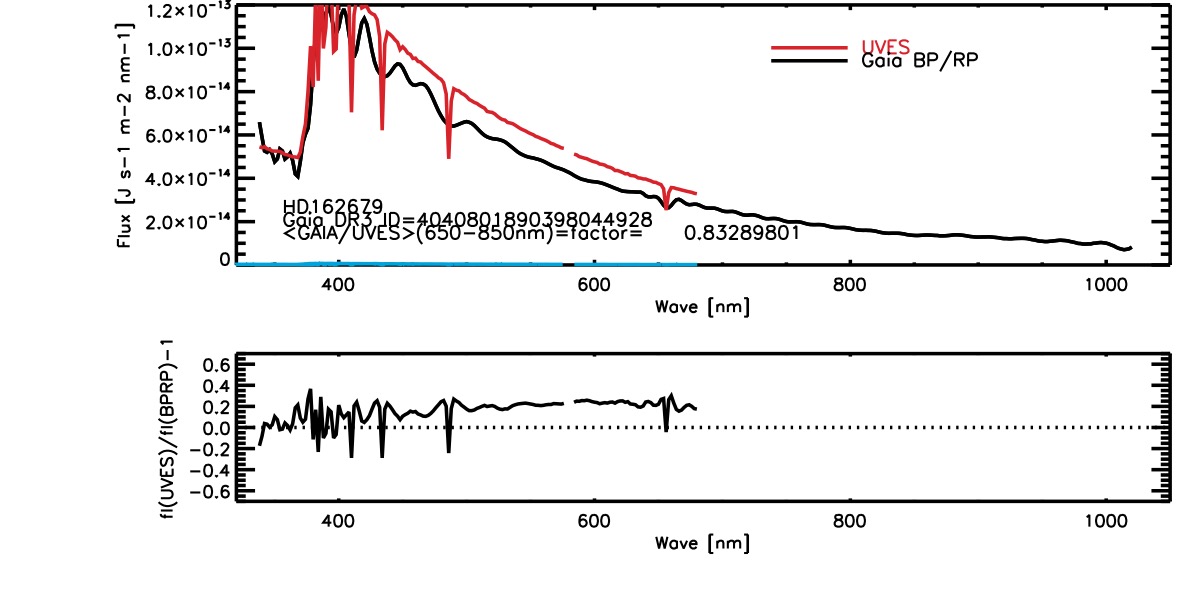 1.2×10−13
1.0×10−13
8.0×10−14
6.0×10−14
4.0×10−14
2.0×10−14
0
Flux [J s−1 m−2 nm−1]
UVES
Gaia BP/RP
HD162679
Gaia DR3 ID=4040801890398044928
<GAIA/UVES>(650−850nm)=factor= 0.83289801
400 600 800 1000
Wave [nm]
fl(UVES)/fl(BPRP)−1
0.6
0.4
0.2
0.0
−0.2
−0.4
−0.6
400 600 800 1000
Wave [nm]